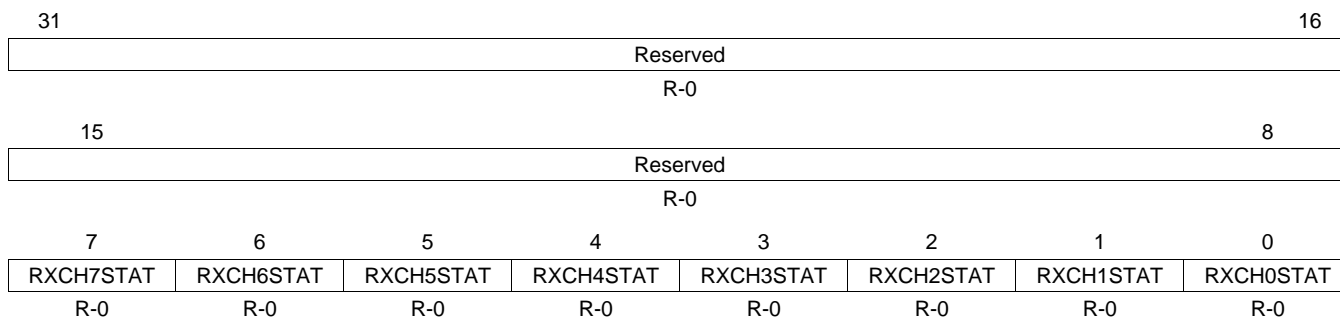 31 16
Reserved
R-0
15 8
Reserved
R-0
7 6 5 4 3 2 1 0
RXCH7STAT RXCH6STAT RXCH5STAT RXCH4STAT RXCH3STAT RXCH2STAT RXCH1STAT RXCH0STAT
R-0 R-0 R-0 R-0 R-0 R-0 R-0 R-0